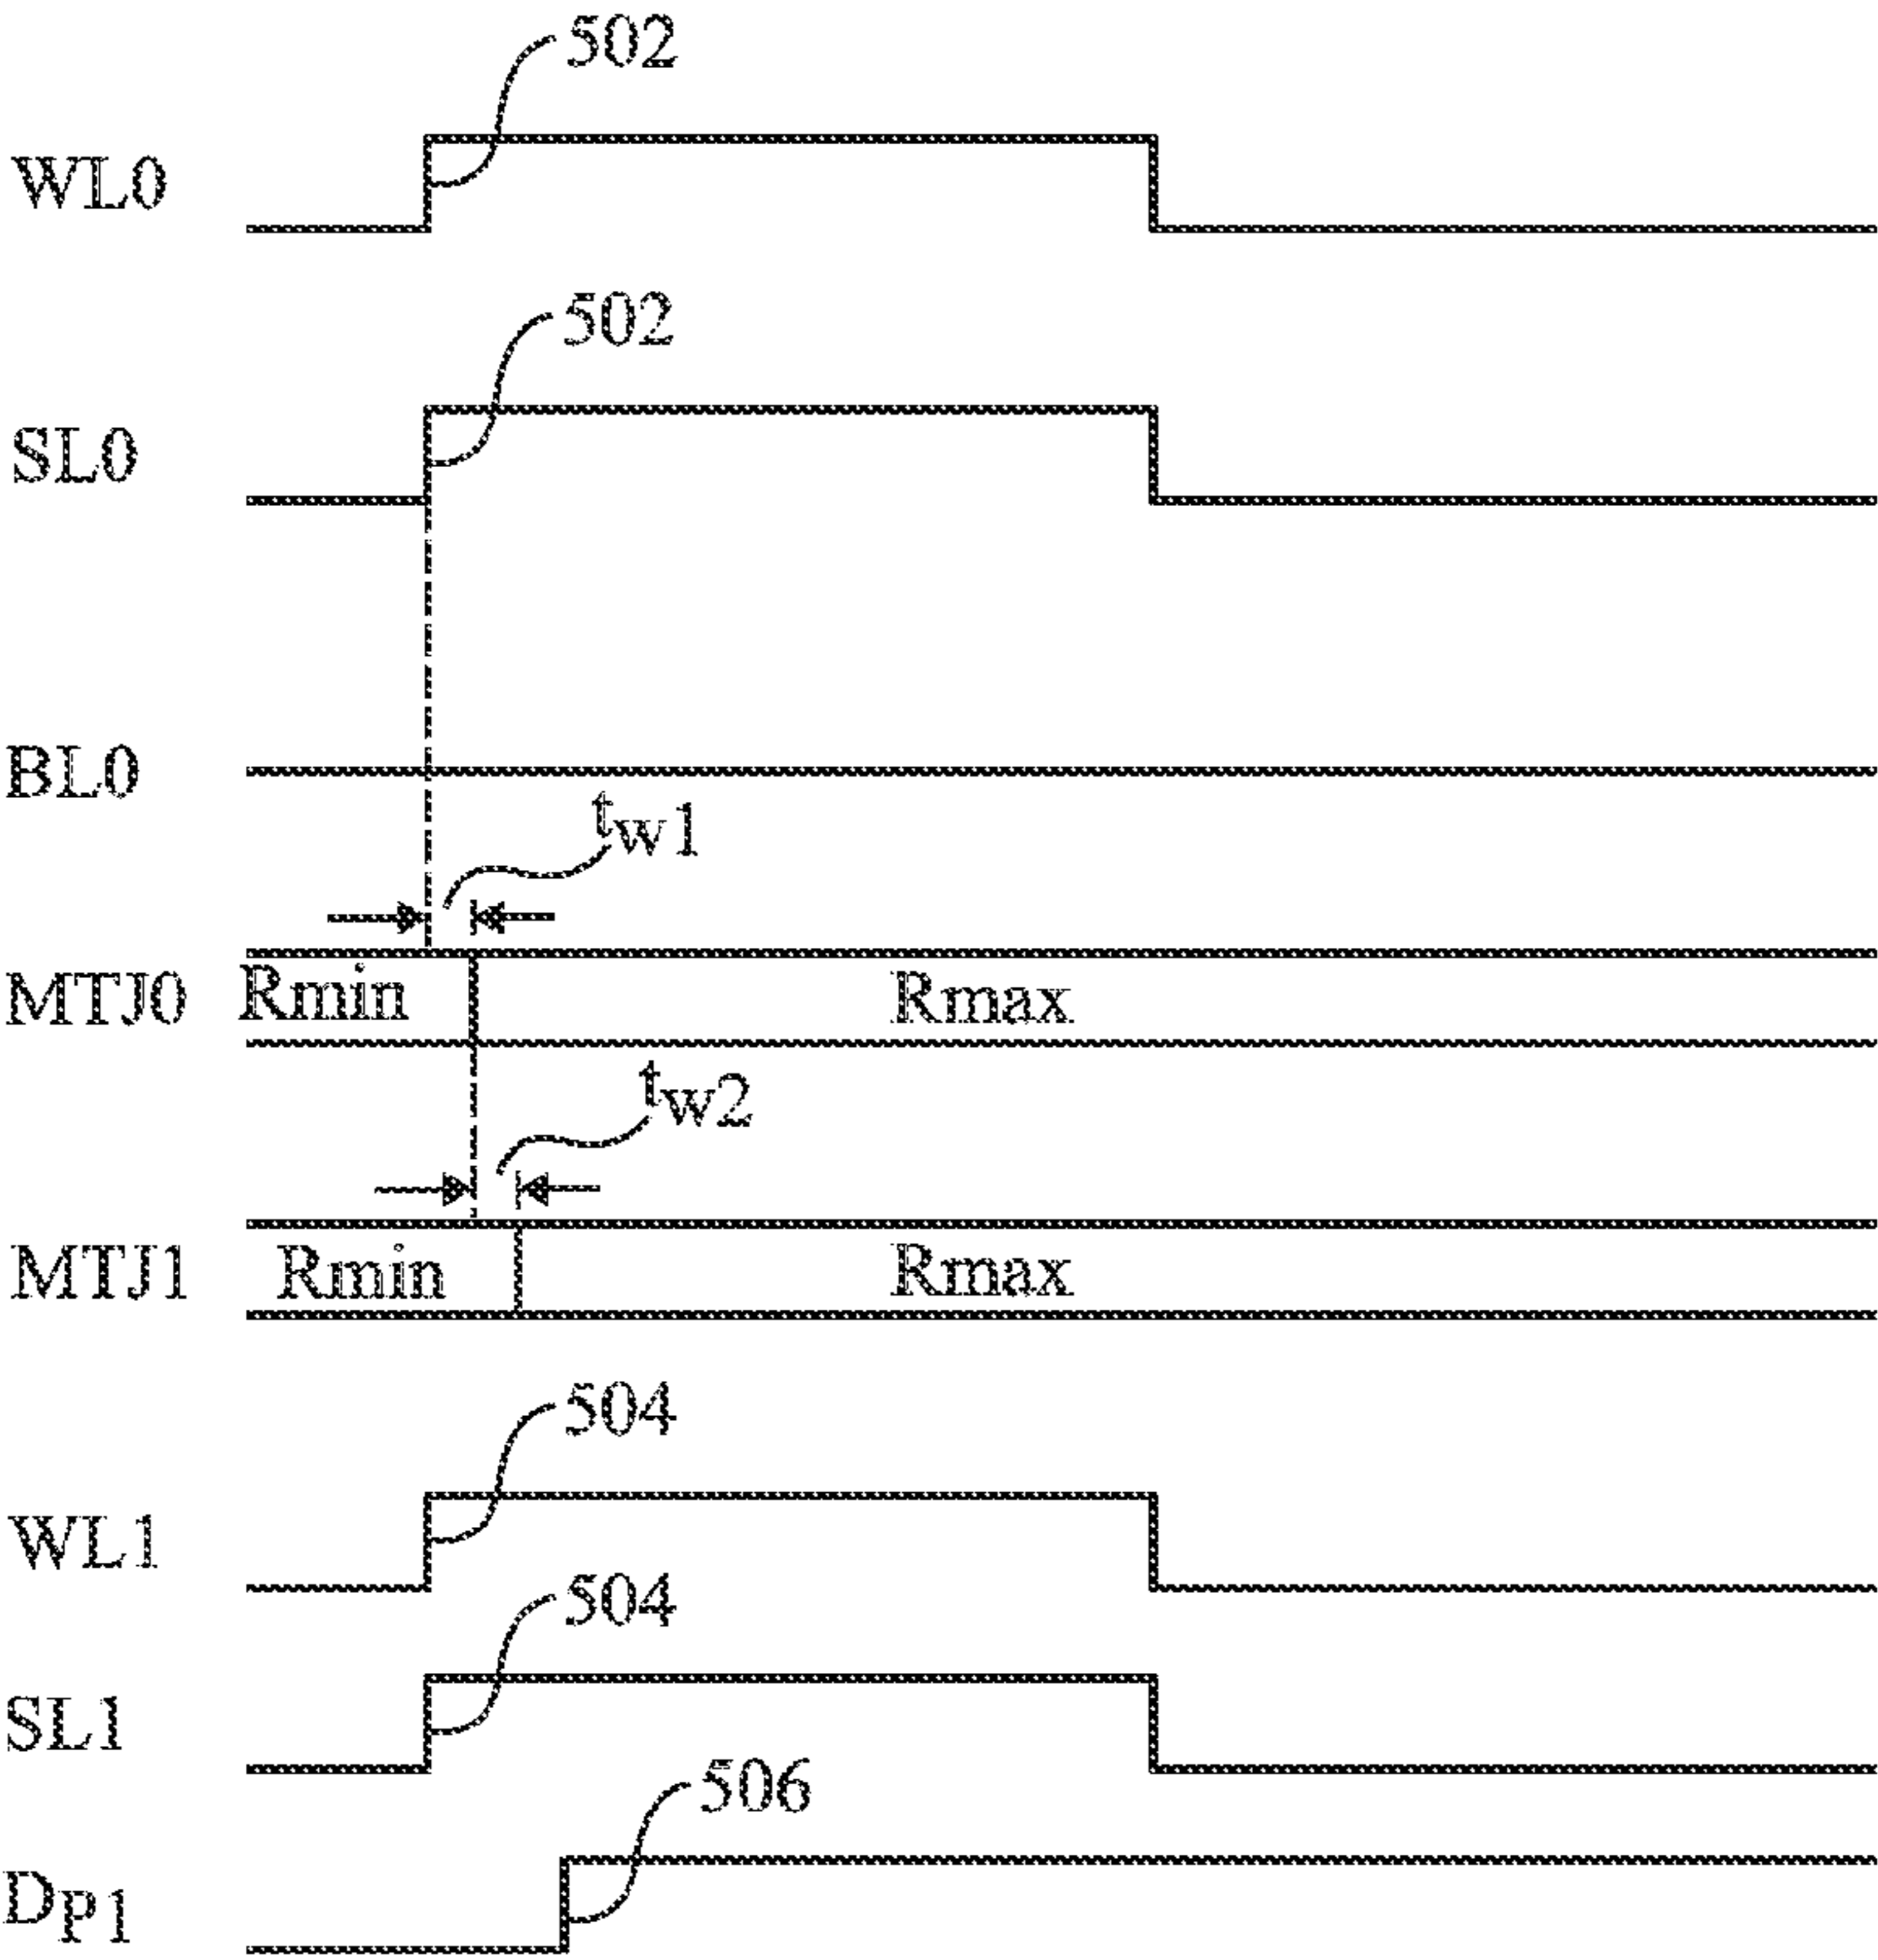 502
WL0
502
SL0
BL0
tw1
MTJ0 Rmin Rmax
tw2
MTJ1 Rmin Rmax
504
WL1
504
SL1
506
DP1